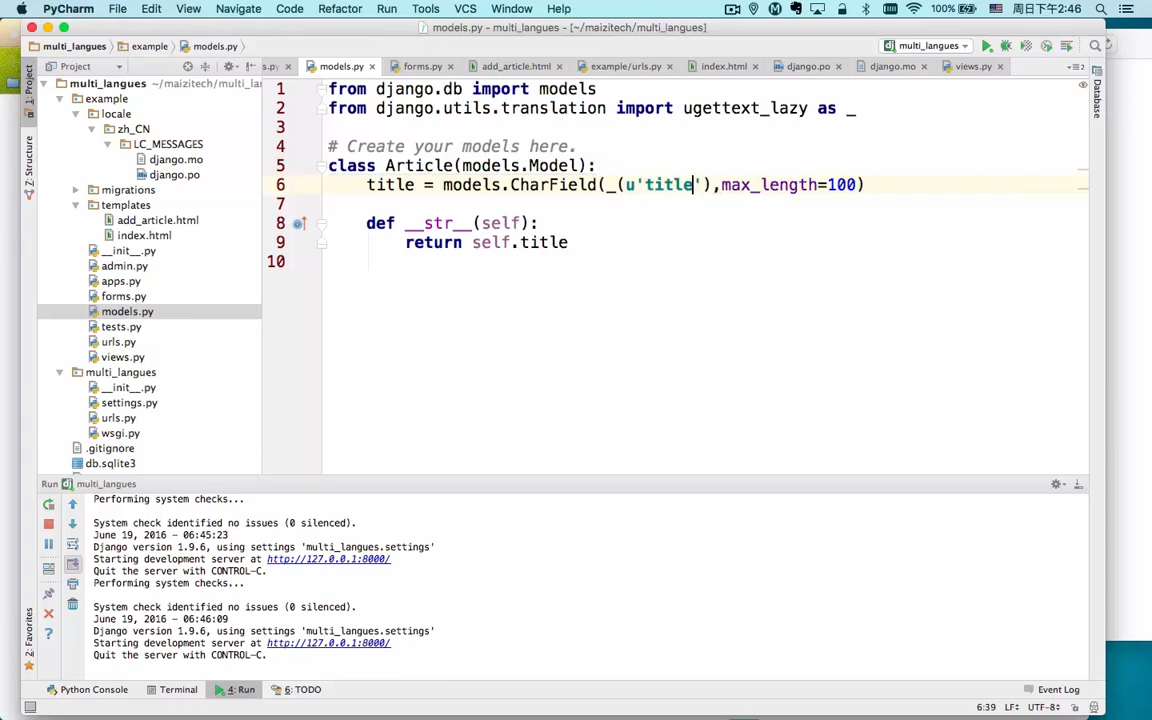 PyCharm File Edit View Navigate Code Refactor Run Tools VCS Window Help 100% 周日下午2:46
models.py - multi_langues - [~/maizitech/multi_langues]
multi_langues example models.py multi_langues
Project s.py models.py forms.py add_article.html example/urls.py index.html django.po django.mo views.py 2
1: Project
Z: Structure
2: Favorites
Database
multi_langues ~/maizitech/multi_lan
example
locale
zh_CN
LC_MESSAGES
django.mo
django.po
migrations
templates
add_article.html
index.html
__init__.py
admin.py
apps.py
forms.py
models.py
tests.py
urls.py
views.py
multi_langues
__init__.py
settings.py
urls.py
wsgi.py
.gitignore
db.sqlite3
1 from django.db import models
2 from django.utils.translation import ugettext_lazy as _
3
4 # Create your models here.
5 class Article(models.Model):
6 title = models.CharField(_(u'title'),max_length=100)
7
8 def __str__(self):
9 return self.title
10
Run multi_langues
Performing system checks...
System check identified no issues (0 silenced).
June 19, 2016 - 06:45:23
Django version 1.9.6, using settings 'multi_langues.settings'
Starting development server at http://127.0.0.1:8000/
Quit the server with CONTROL-C.
Performing system checks...
System check identified no issues (0 silenced).
June 19, 2016 - 06:46:09
Django version 1.9.6, using settings 'multi_langues.settings'
Starting development server at http://127.0.0.1:8000/
Quit the server with CONTROL-C.
Python Console Terminal 4: Run 6: TODO Event Log
6:39 LF UTF-8